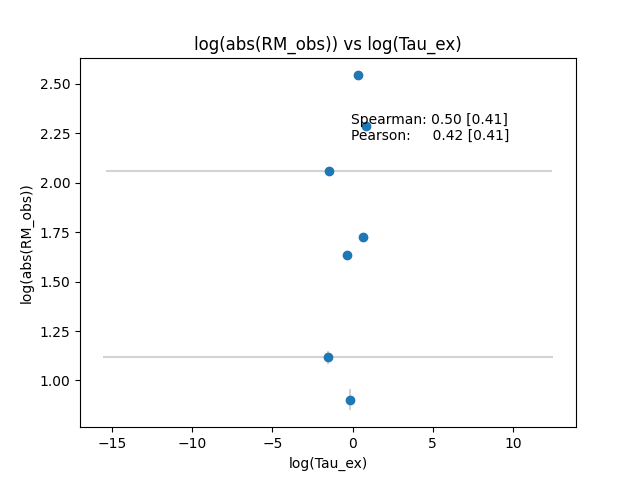 log(abs(RM_obs)) vs log(Tau_ex)
2.50
2.25
2.00
1.75
1.50
1.25
1.00
log(abs(RM_obs))
Spearman: 0.50 [0.41]
Pearson: 0.42 [0.41]
−15 −10 −5 0 5 10
log(Tau_ex)